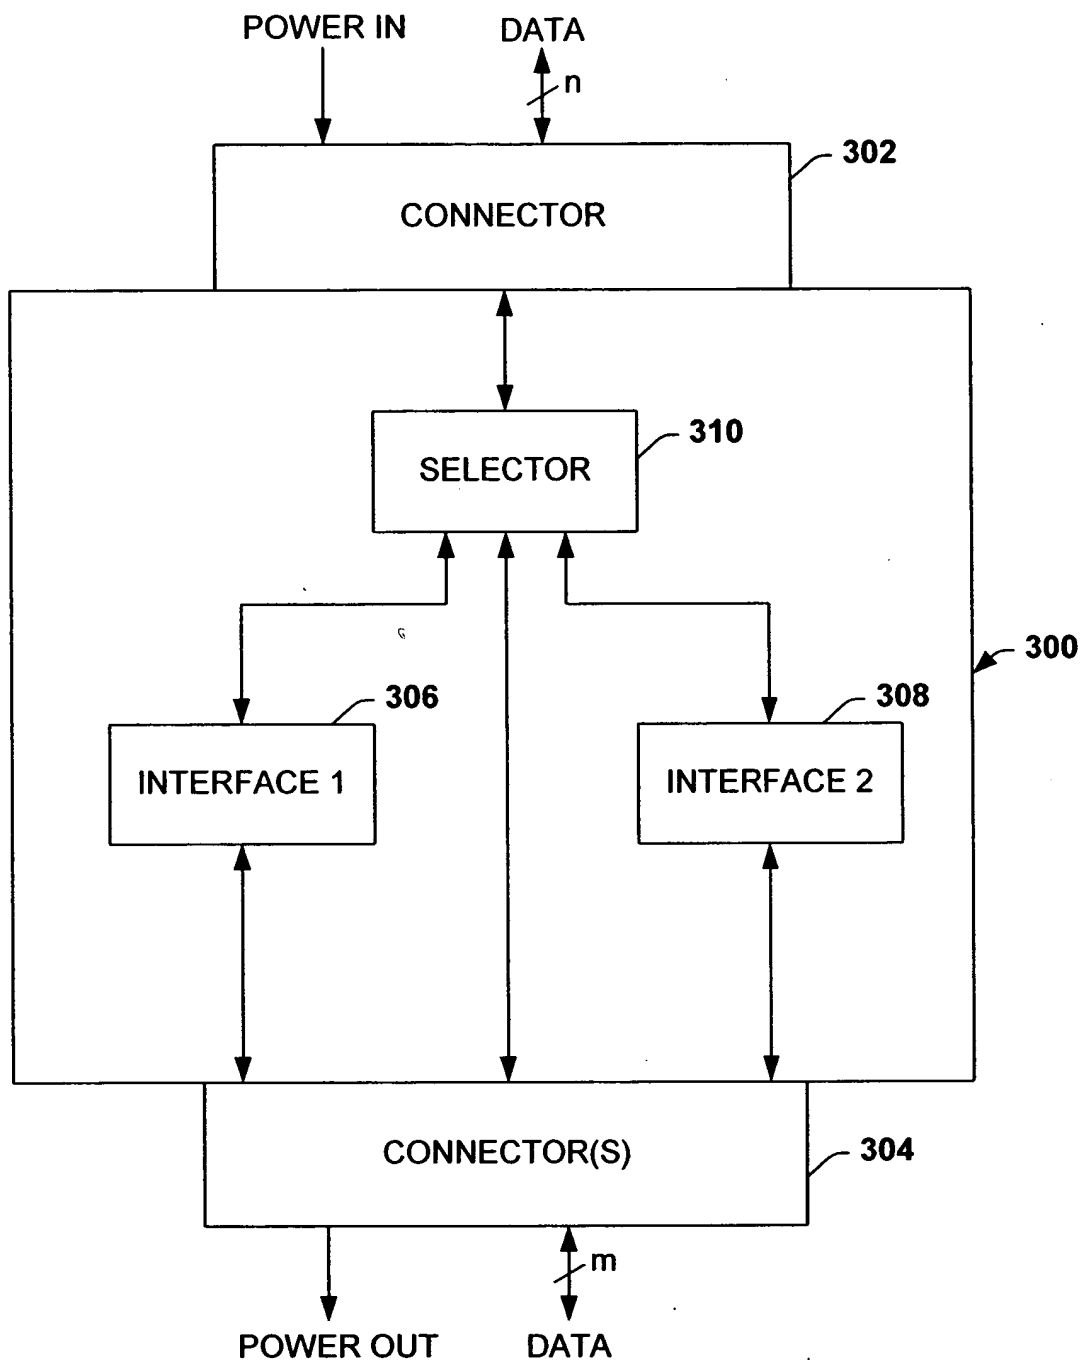 POWER IN
DATA
n
302
CONNECTOR
310
SELECTOR
300
306
308
INTERFACE 1
INTERFACE 2
CONNECTOR(S)
304
m
POWER OUT
DATA